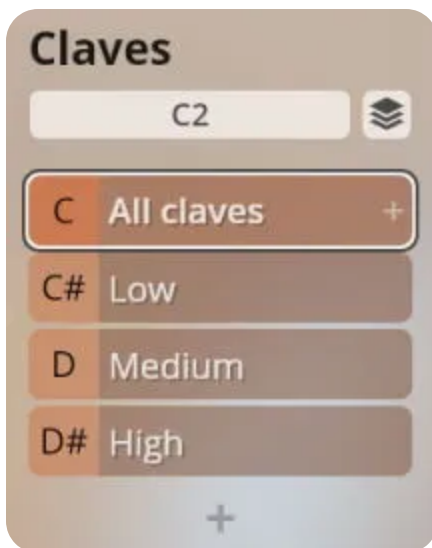 Claves
C2
C All claves +
C# Low
D Medium
D# High
+